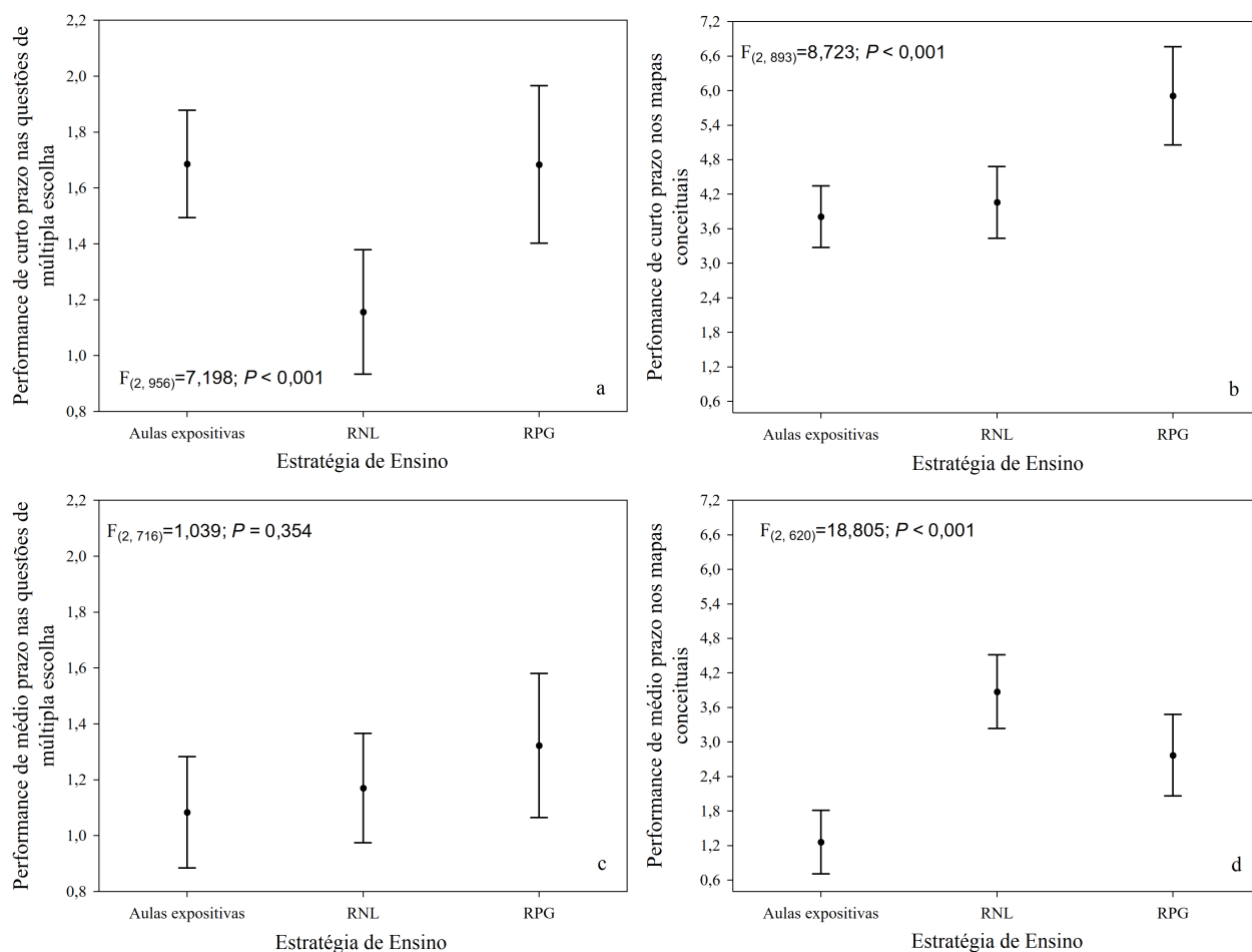 Performance de curto prazo nas questões de
múltipla escolha
2,2
2,0
1,8
1,6
1,4
1,2
1,0
0,8
F(2, 956)=7,198; P < 0,001
a
Aulas expositivas RNL RPG
Estratégia de Ensino
Perfomance de curto prazo nos mapas
conceituais
7,2
6,6
6,0
5,4
4,8
4,2
3,6
3,0
2,4
1,8
1,2
0,6
F(2, 893)=8,723; P < 0,001
b
Aulas expositivas RNL RPG
Estratégia de Ensino
Performance de médio prazo nas questões de
múltipla escolha
2,2
2,0
1,8
1,6
1,4
1,2
1,0
0,8
F(2, 716)=1,039; P = 0,354
c
Aulas expositivas RNL RPG
Estratégia de Ensino
Performance de médio prazo nos mapas
conceituais
7,2
6,6
6,0
5,4
4,8
4,2
3,6
3,0
2,4
1,8
1,2
0,6
F(2, 620)=18,805; P < 0,001
d
Aulas expositivas RNL RPG
Estratégia de Ensino